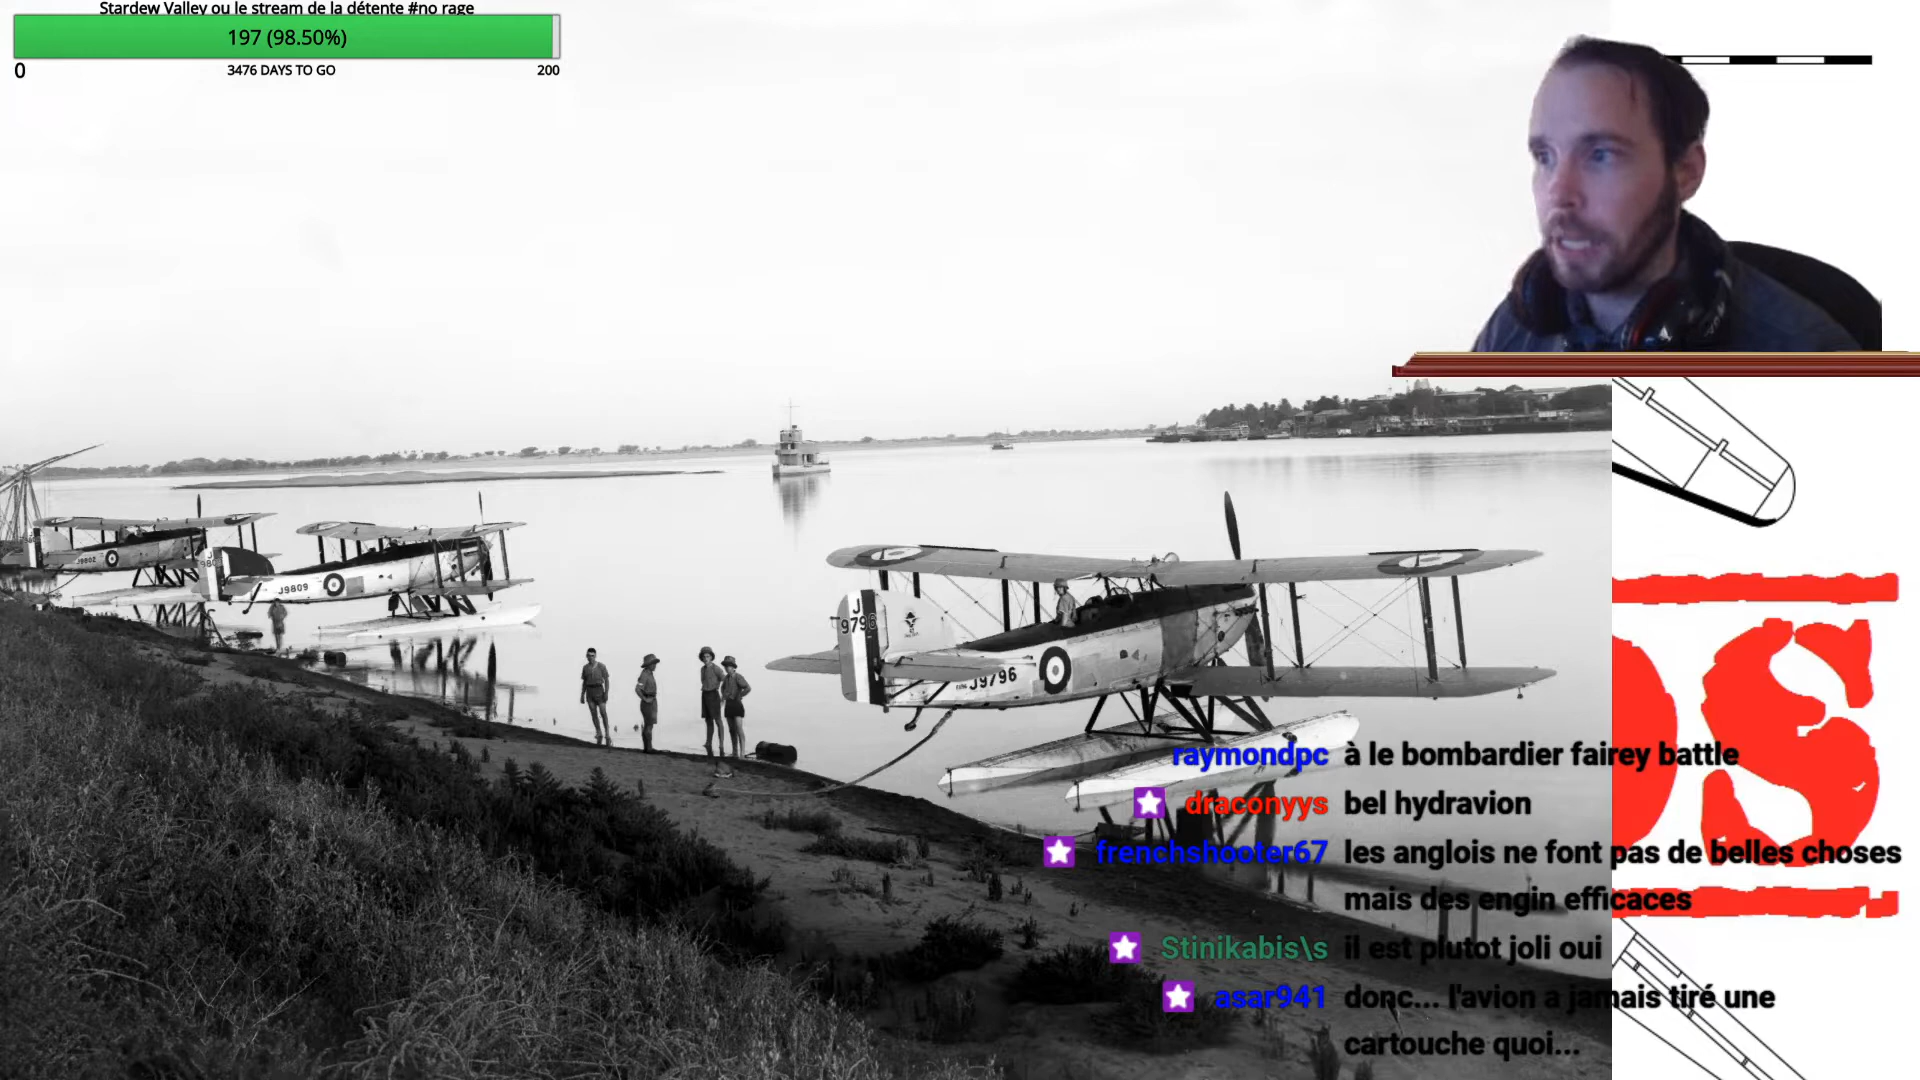 Stardew Valley ou le stream de la détente #no rage
197 (98.50%)
0
3476 DAYS TO GO
200
J9802
J9809
J
9796
J9796
raymondpc à le bombardier fairey battle
draconyys bel hydravion
frenchshooter67 les anglois ne font pas de belles choses
mais des engin efficaces
Stinikabis\s il est plutot joli oui
asar941 donc... l'avion a jamais tiré une
cartouche quoi...